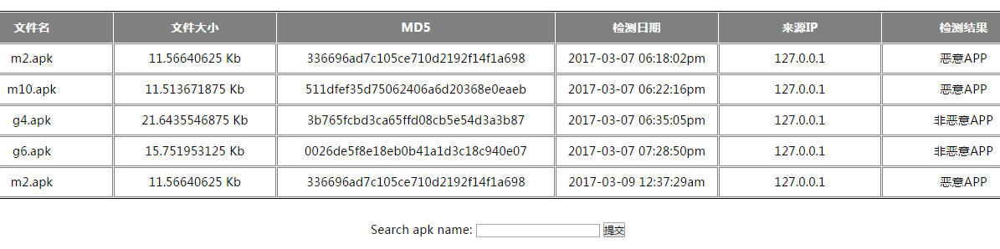 文件名 文件大小 MD5 检测日期 来源IP 检测结果
m2.apk 11.56640625 Kb 336696ad7c105ce710d2192f14f1a698 2017-03-07 06:18:02pm 127.0.0.1 恶意APP
m10.apk 11.513671875 Kb 511dfef35d75062406a6d20368e0eaeb 2017-03-07 06:22:16pm 127.0.0.1 恶意APP
g4.apk 21.6435546875 Kb 3b765fcbd3ca65ffd08cb5e54d3a3b87 2017-03-07 06:35:05pm 127.0.0.1 非恶意APP
g6.apk 15.751953125 Kb 0026de5f8e18eb0b41a1d3c18c940e07 2017-03-07 07:28:50pm 127.0.0.1 非恶意APP
m2.apk 11.56640625 Kb 336696ad7c105ce710d2192f14f1a698 2017-03-09 12:37:29am 127.0.0.1 恶意APP
Search apk name: 提交